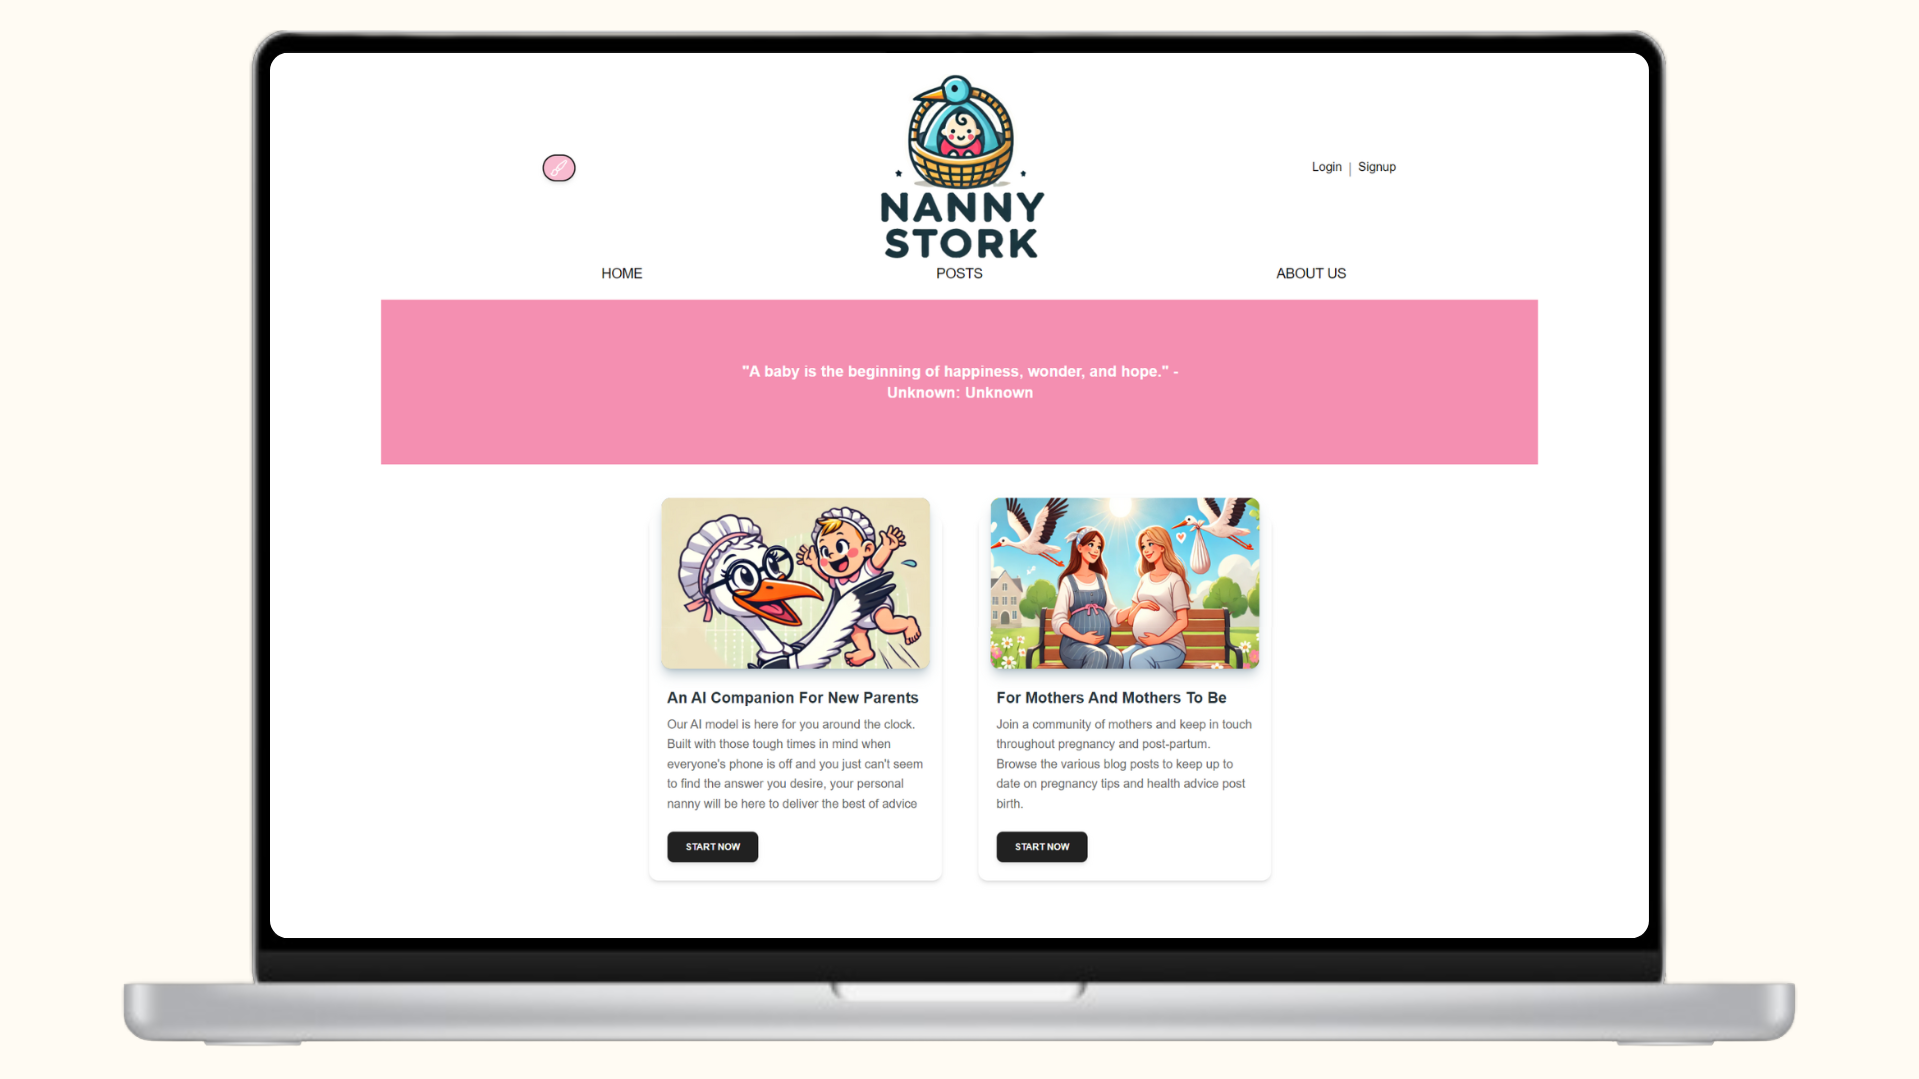 NANNY
STORK
Login | Signup
HOME
POSTS
ABOUT US
"A baby is the beginning of happiness, wonder, and hope." -
Unknown: Unknown
An AI Companion For New Parents
Our AI model is here for you around the clock.
Built with those tough times in mind when
everyone's phone is off and you just can't seem
to find the answer you desire, your personal
nanny will be here to deliver the best of advice
START NOW
For Mothers And Mothers To Be
Join a community of mothers and keep in touch
throughout pregnancy and post-partum.
Browse the various blog posts to keep up to
date on pregnancy tips and health advice post
birth.
START NOW